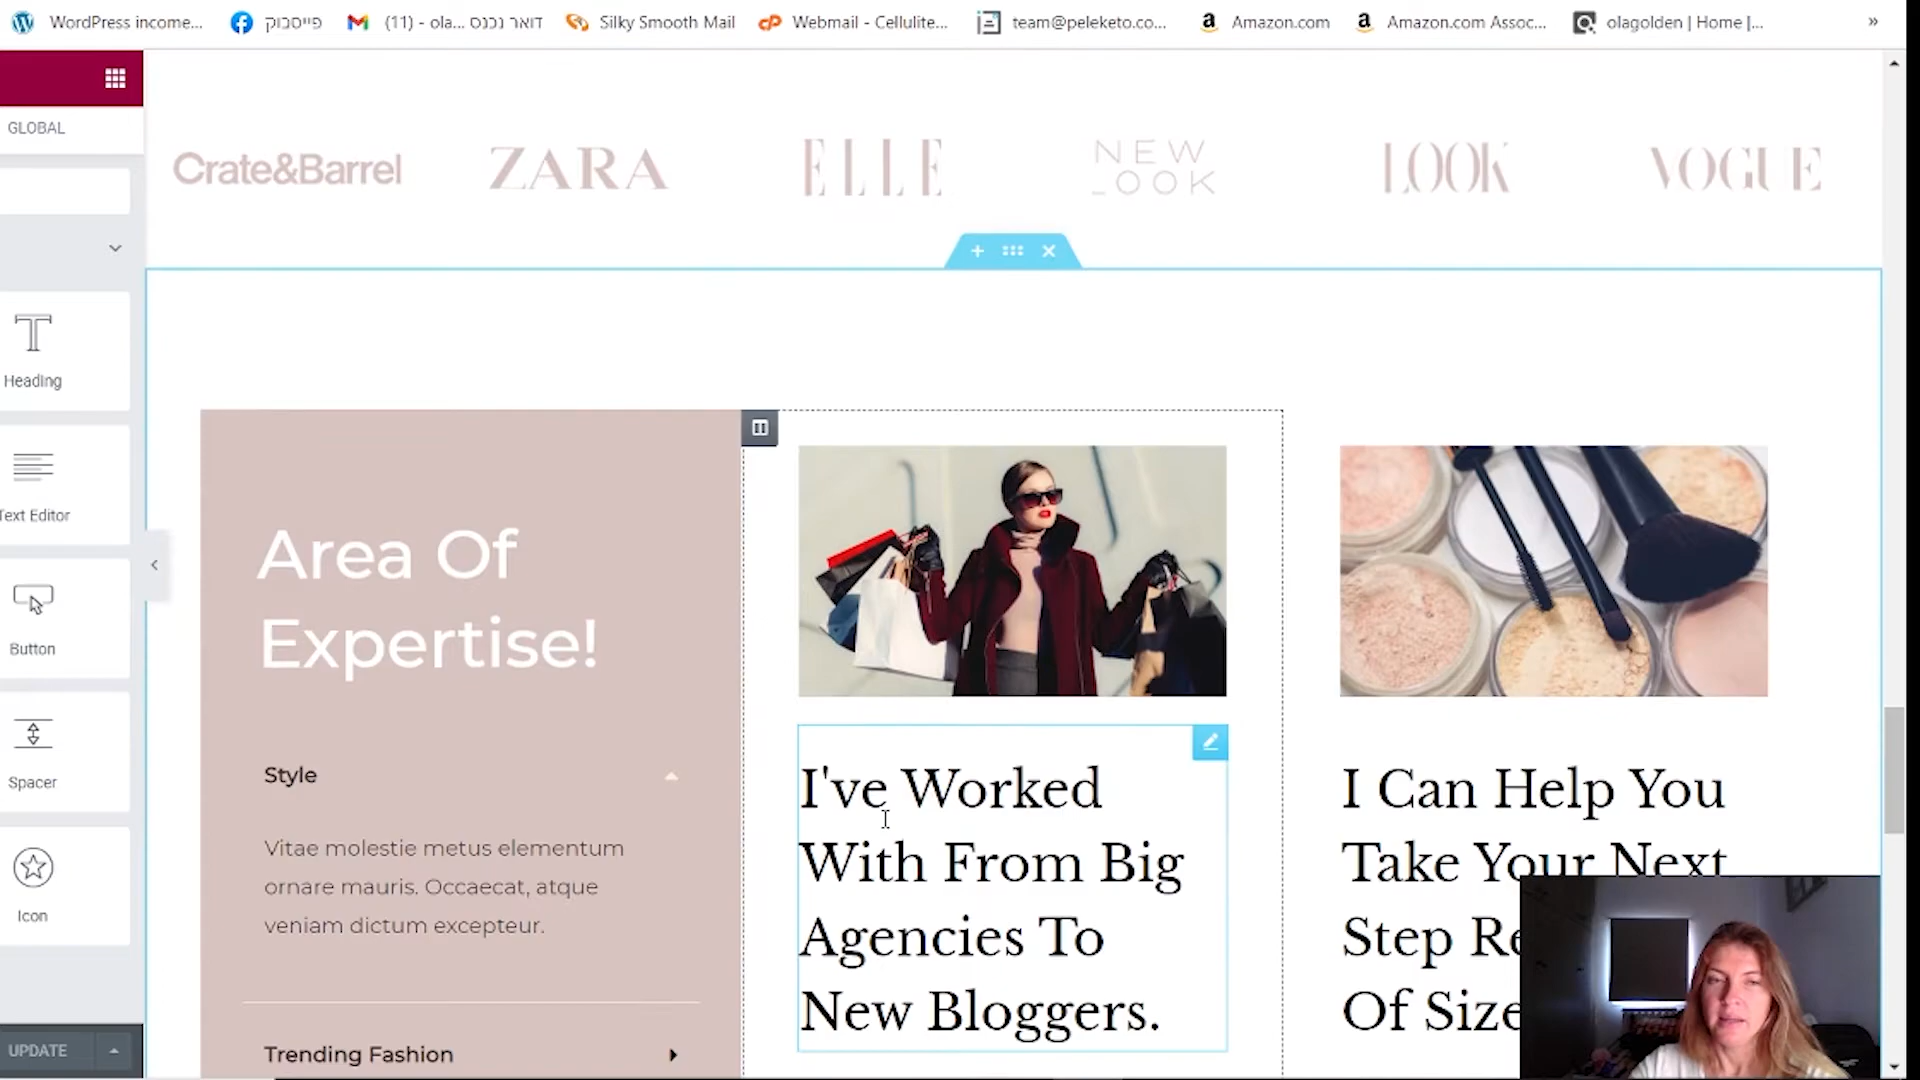 WordPress income...
פייסבוק
דואר נכנס (11) - ola...
Silky Smooth Mail
Webmail - Cellulite...
team@peleketo.co...
Amazon.com
Amazon.com Assoc...
olagolden | Home |...
»
GLOBAL
Crate&Barrel
ZARA
ELLE
NEW
LOOK
LOOK
VOGUE
Heading
Text Editor
Button
Spacer
Icon
UPDATE
Area Of
Expertise!
Style
Vitae molestie metus elementum
ornare mauris. Occaecat, atque
veniam dictum excepteur.
Trending Fashion
I've Worked
With From Big
Agencies To
New Bloggers.
I Can Help You
Take Your Next
Step Re
Of Size